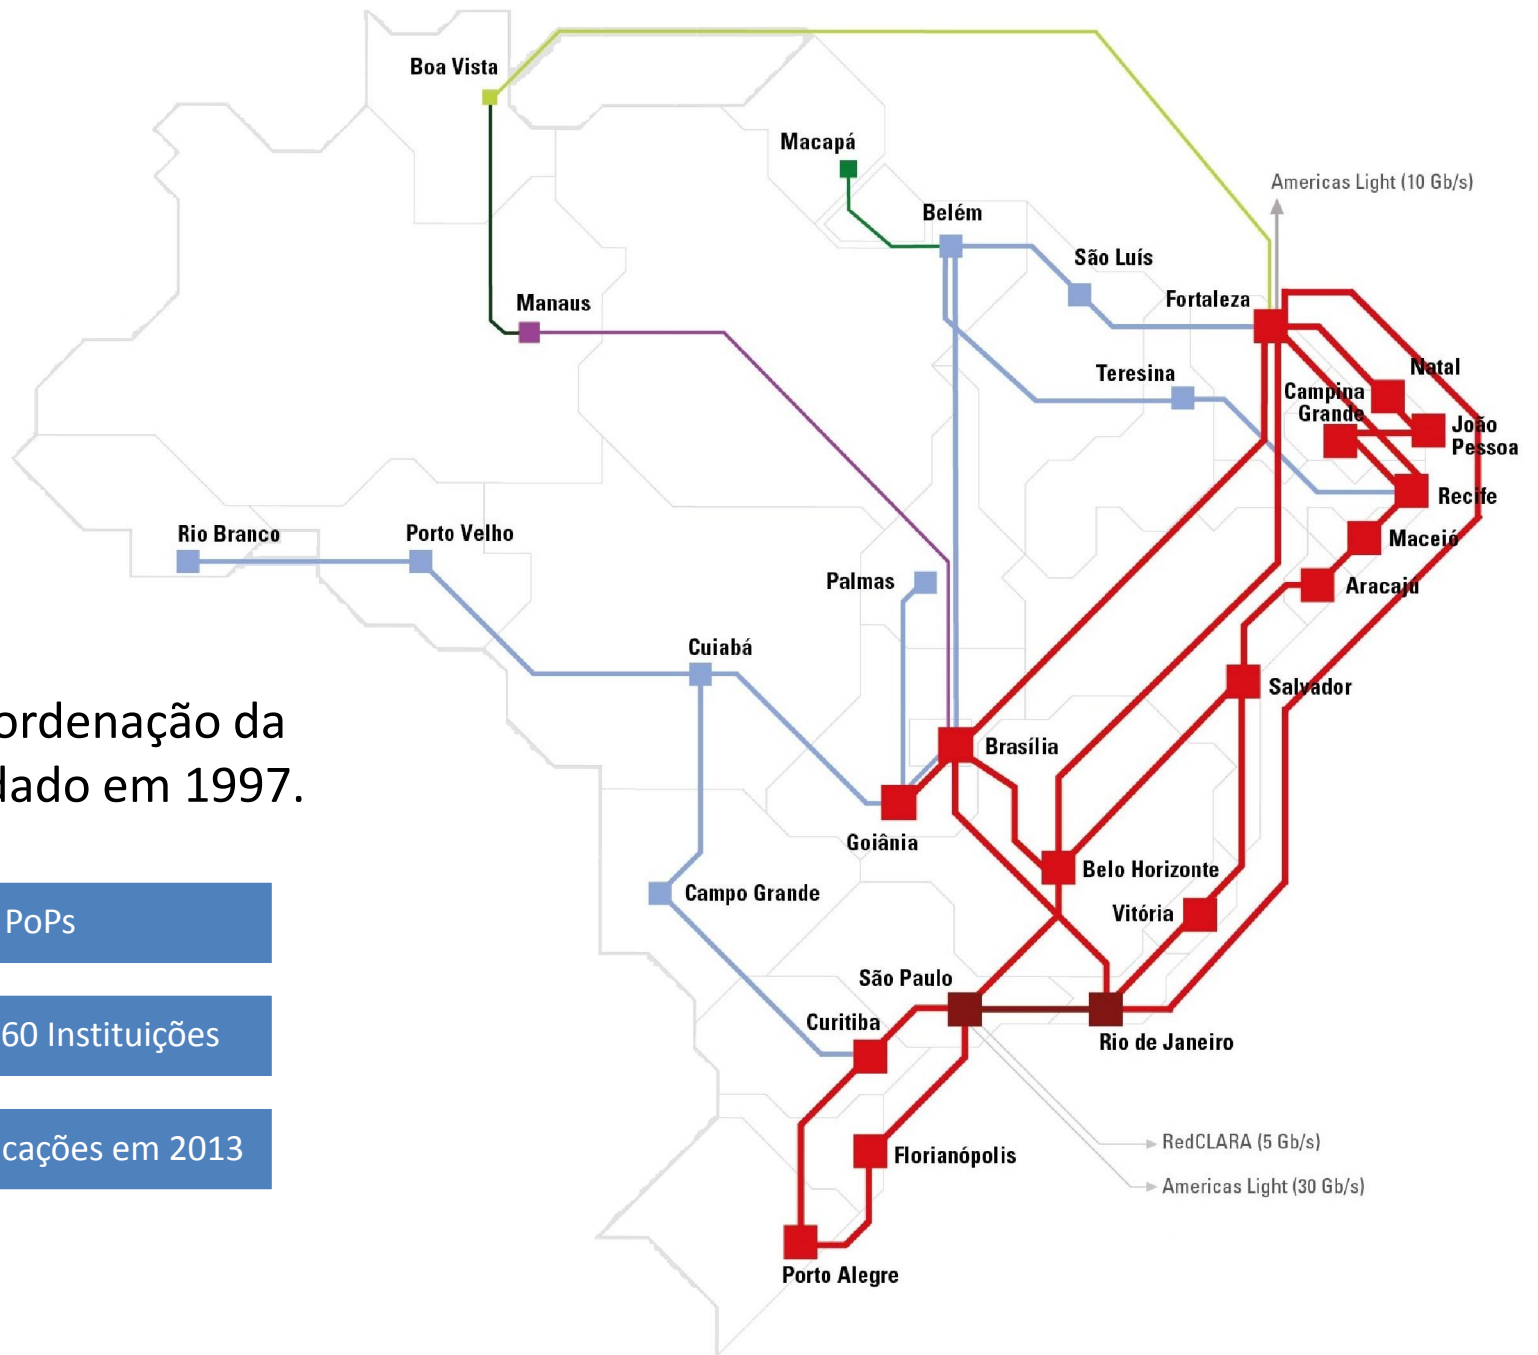 Boa Vista
Macapá
Americas Light (10 Gb/s)
Belém
São Luís
Fortaleza
Manaus
Natal
Teresina
Campina
Grande
João
Pessoa
Recife
Rio Branco
Porto Velho
Maceió
Palmas
Aracaju
Cuiabá
Salvador
ordenação da
dado em 1997.
Brasília
Goiânia
Belo Horizonte
Campo Grande
PoPs
Vitória
São Paulo
Curitiba
60 Instituições
Rio de Janeiro
RedCLARA (5 Gb/s)
cações em 2013
Florianópolis
Americas Light (30 Gb/s)
Porto Alegre